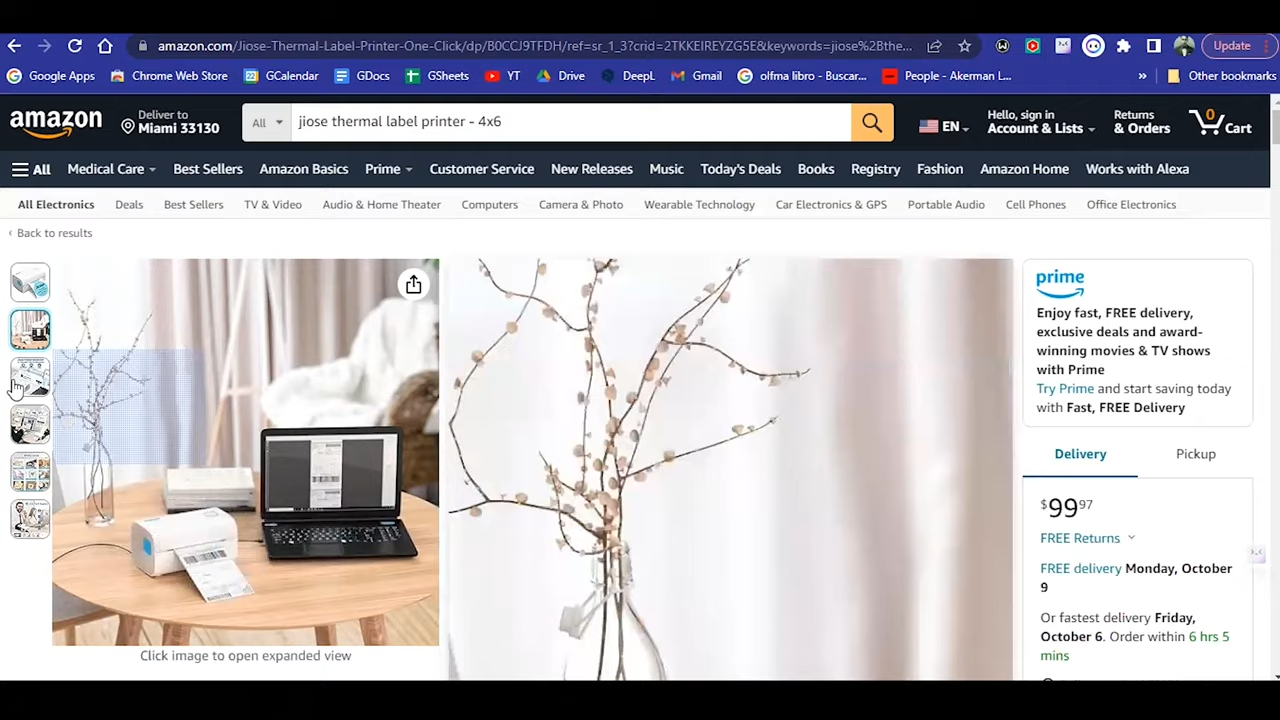 amazon.com/Jiose-Thermal-Label-Printer-One-Click/dp/B0CCJ9TFDH/ref=sr_1_3?crid=2TKKEIREYZG5E&keywords=jiose%2Bthe...
Update
Google Apps
Chrome Web Store
GCalendar
GDocs
GSheets
YT
Drive
DeepL
Gmail
olfma libro - Buscar...
People - Akerman L...
»
Other bookmarks
amazon
Deliver to
Miami 33130
All
jiose thermal label printer - 4x6
EN
Hello, sign in
Account & Lists
Returns
& Orders
0
Cart
All
Medical Care
Best Sellers
Amazon Basics
Prime
Customer Service
New Releases
Music
Today's Deals
Books
Registry
Fashion
Amazon Home
Works with Alexa
All Electronics
Deals
Best Sellers
TV & Video
Audio & Home Theater
Computers
Camera & Photo
Wearable Technology
Car Electronics & GPS
Portable Audio
Cell Phones
Office Electronics
‹ Back to results
Click image to open expanded view
prime
Enjoy fast, FREE delivery,
exclusive deals and award-
winning movies & TV shows
with Prime
Try Prime and start saving today
with Fast, FREE Delivery
Delivery
Pickup
$99 97
FREE Returns
FREE delivery Monday, October
9
Or fastest delivery Friday,
October 6. Order within 6 hrs 5
mins